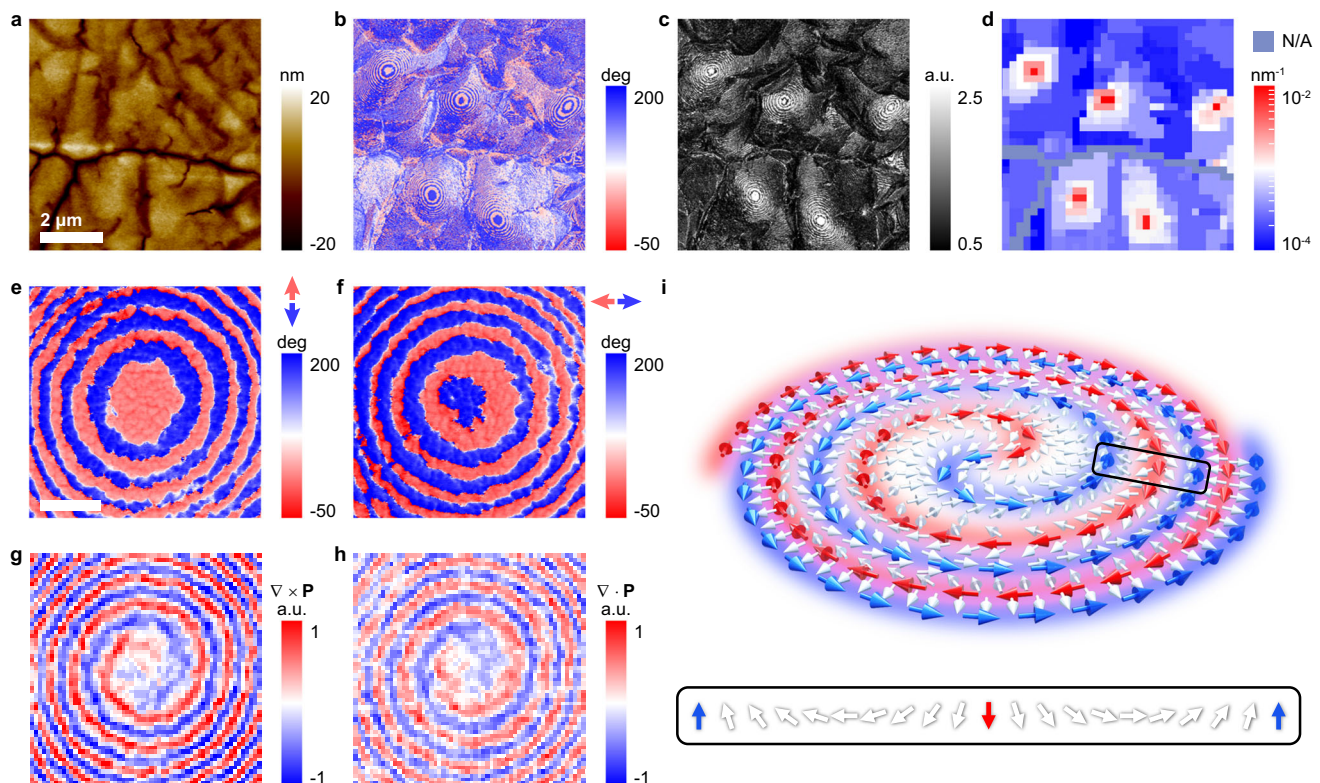 a
nm
20
-20
2 μm
b
deg
200
-50
c
a.u.
2.5
0.5
d
N/A
nm⁻¹
10⁻²
10⁻⁴
e
deg
200
-50
f
deg
200
-50
g
∇ × P
a.u.
1
-1
h
∇ · P
a.u.
1
-1
i